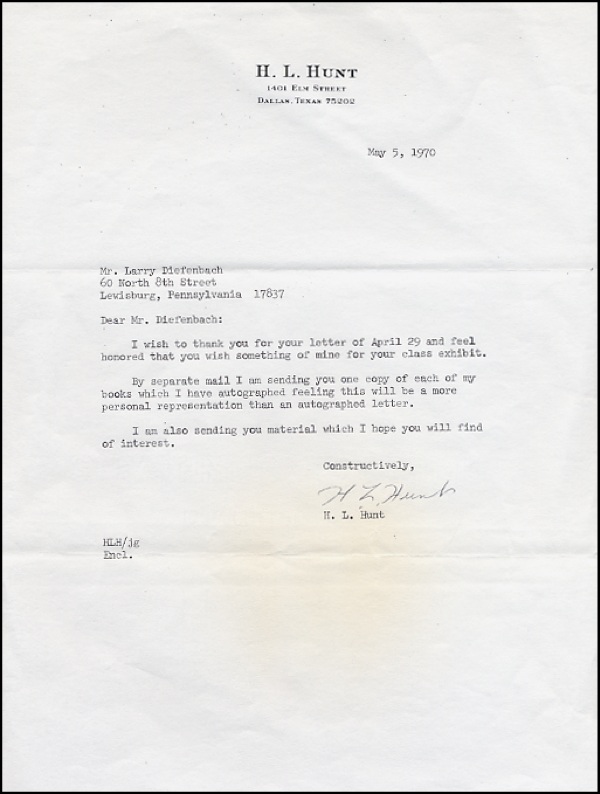 H. L. HUNT
1401 ELM STREET
DALLAS, TEXAS 75202
May 5, 1970
Mr. Larry Diefenbach
60 North 8th Street
Lewisburg, Pennsylvania 17837
Dear Mr. Diefenbach:
I wish to thank you for your letter of April 29 and feel
honored that you wish something of mine for your class exhibit.
By separate mail I am sending you one copy of each of my
books which I have autographed feeling this will be a more
personal representation than an autographed letter.
I am also sending you material which I hope you will find
of interest.
Constructively,
H L Hunt
H. L. Hunt
HLH/jg
Encl.